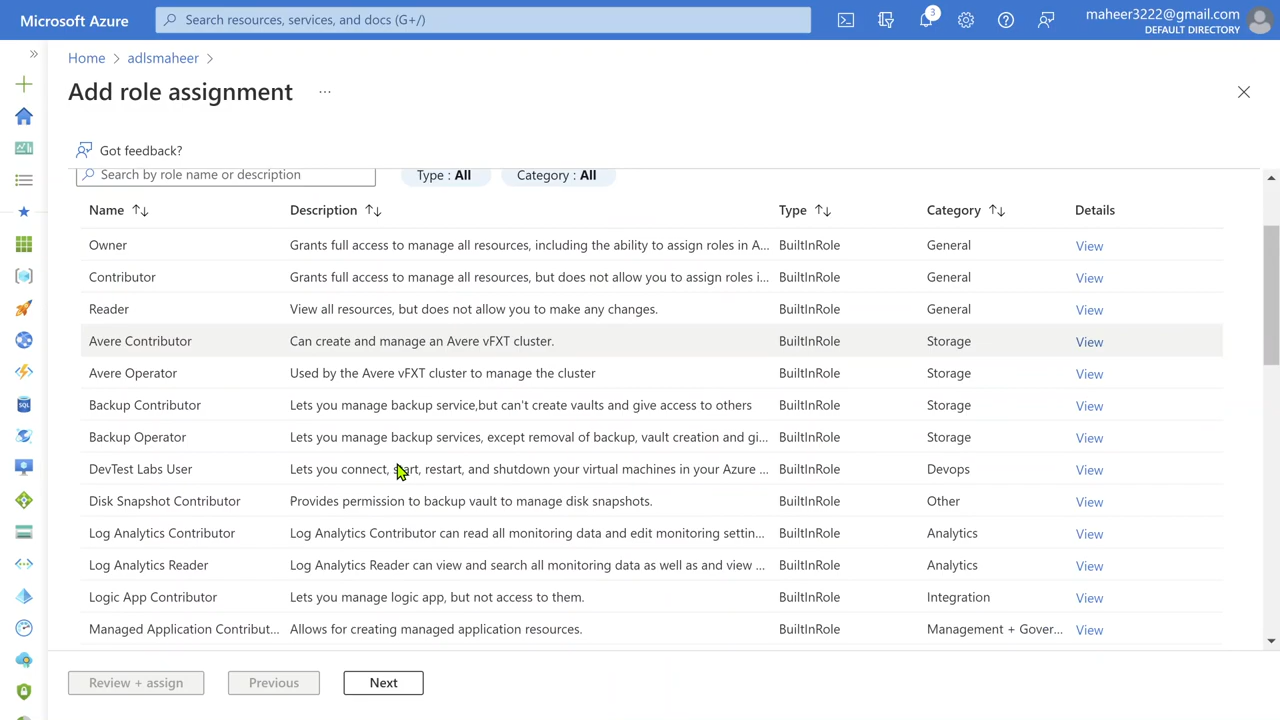 Microsoft Azure
Search resources, services, and docs (G+/)
3
maheer3222@gmail.com
DEFAULT DIRECTORY
Home > adlsmaheer >
Add role assignment ...
Got feedback?
Search by role name or description
Type : All
Category : All
Name Description Type Category Details
Owner Grants full access to manage all resources, including the ability to assign roles in A... BuiltInRole General View
Contributor Grants full access to manage all resources, but does not allow you to assign roles i... BuiltInRole General View
Reader View all resources, but does not allow you to make any changes. BuiltInRole General View
Avere Contributor Can create and manage an Avere vFXT cluster. BuiltInRole Storage View
Avere Operator Used by the Avere vFXT cluster to manage the cluster BuiltInRole Storage View
Backup Contributor Lets you manage backup service,but can't create vaults and give access to others BuiltInRole Storage View
Backup Operator Lets you manage backup services, except removal of backup, vault creation and gi... BuiltInRole Storage View
DevTest Labs User Lets you connect, start, restart, and shutdown your virtual machines in your Azure ... BuiltInRole Devops View
Disk Snapshot Contributor Provides permission to backup vault to manage disk snapshots. BuiltInRole Other View
Log Analytics Contributor Log Analytics Contributor can read all monitoring data and edit monitoring settin... BuiltInRole Analytics View
Log Analytics Reader Log Analytics Reader can view and search all monitoring data as well as and view ... BuiltInRole Analytics View
Logic App Contributor Lets you manage logic app, but not access to them. BuiltInRole Integration View
Managed Application Contribut... Allows for creating managed application resources. BuiltInRole Management + Gover... View
Review + assign
Previous
Next